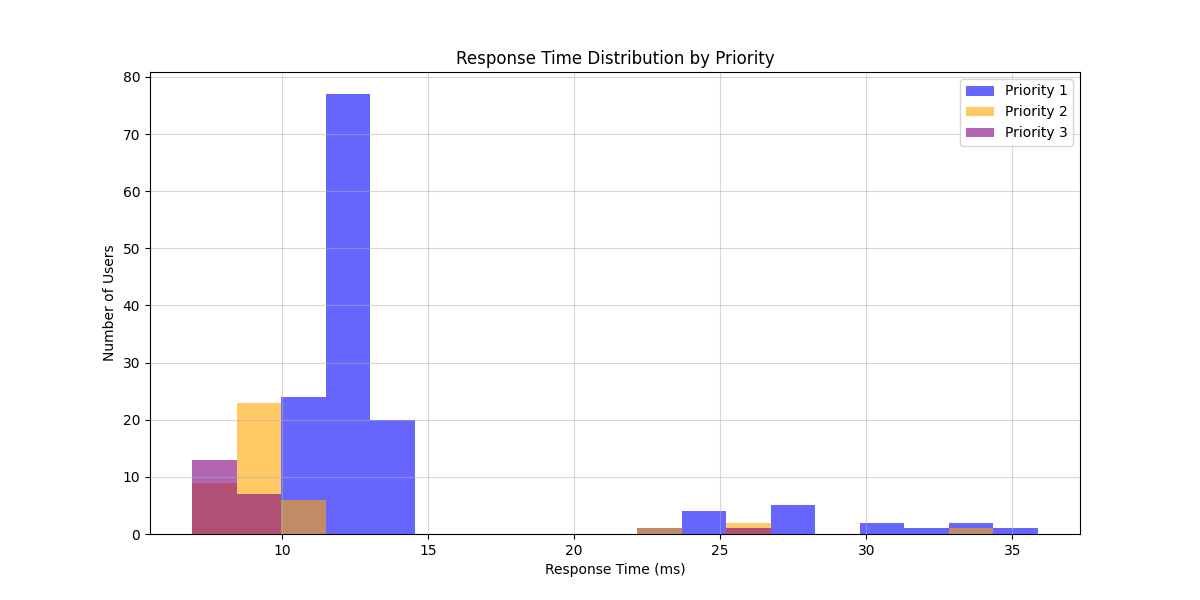 Response Time Distribution by Priority
Priority 1
Priority 2
Priority 3
Number of Users
80
70
60
50
40
30
20
10
0
10 15 20 25 30 35
Response Time (ms)